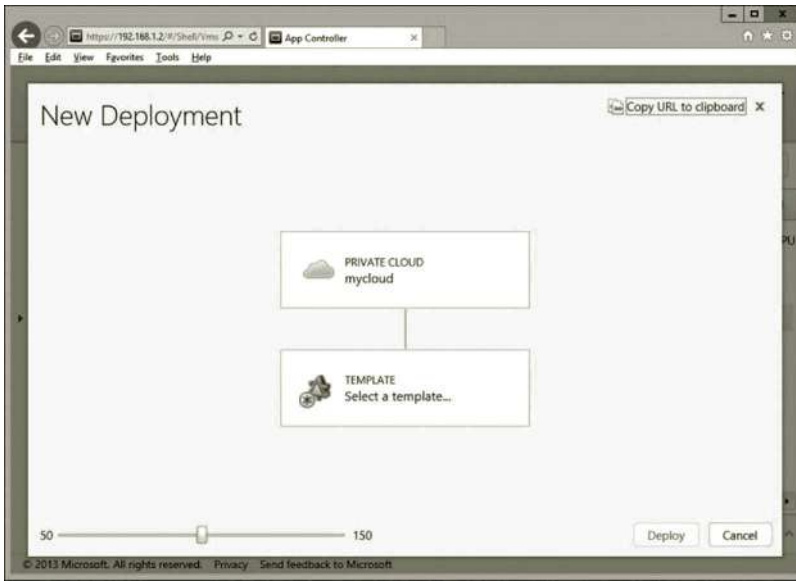 https://192.168.1.2/#/Shell/Vms
App Controller
File Edit View Favorites Tools Help
New Deployment
Copy URL to clipboard
PU
PRIVATE CLOUD
mycloud
TEMPLATE
Select a template...
50
150
Deploy
Cancel
© 2013 Microsoft. All rights reserved. Privacy Send feedback to Microsoft